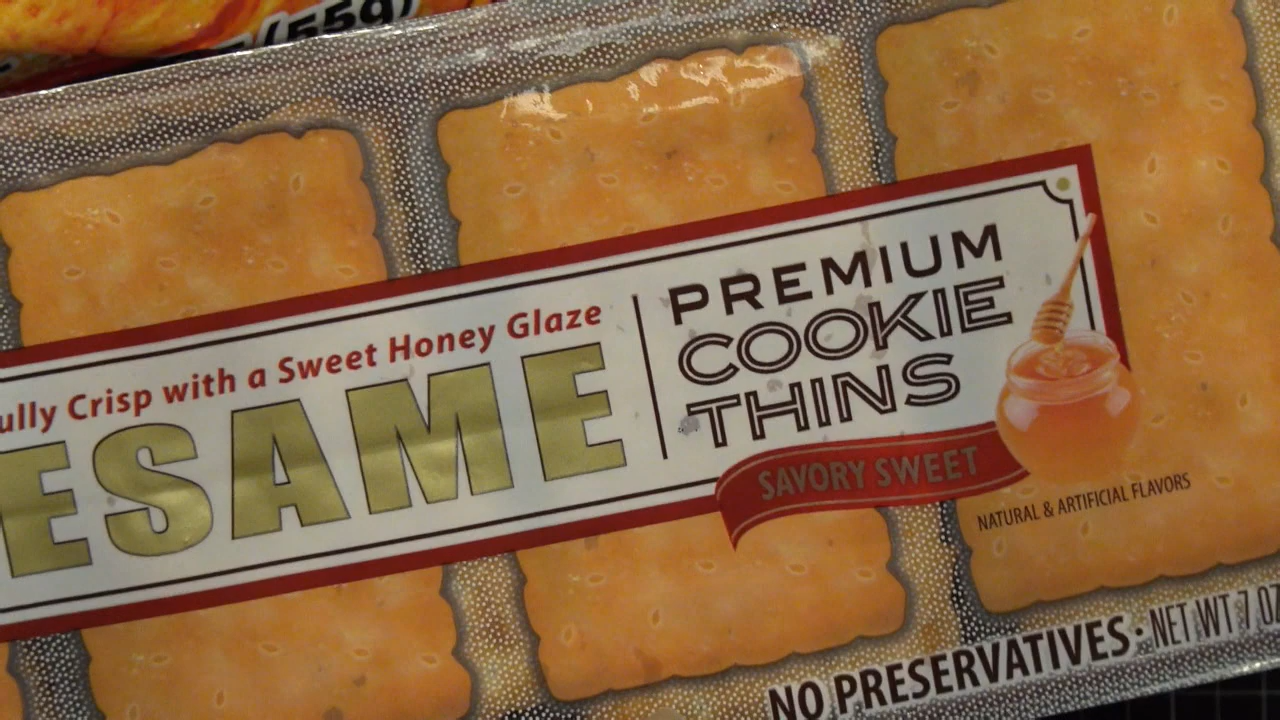 (55g)
ully Crisp with a Sweet Honey Glaze
ESAME
PREMIUM
COOKIE
THINS
SAVORY SWEET
NATURAL & ARTIFICIAL FLAVORS
NO PRESERVATIVES · NET WT 7 OZ